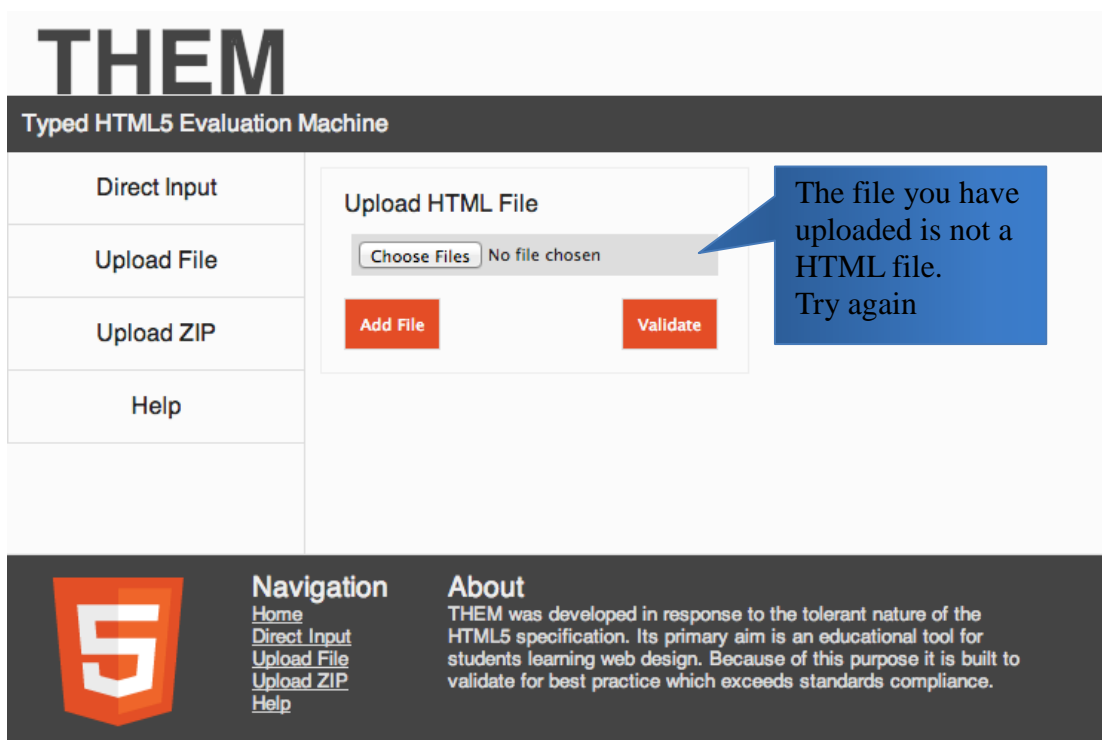 THEM
Typed HTML5 Evaluation Machine
Direct Input
Upload File
Upload ZIP
Help
Upload HTML File
Choose Files No file chosen
Add File
Validate
The file you have
uploaded is not a
HTML file.
Try again
5
Navigation
Home
Direct Input
Upload File
Upload ZIP
Help
About
THEM was developed in response to the tolerant nature of the
HTML5 specification. Its primary aim is an educational tool for
students learning web design. Because of this purpose it is built to
validate for best practice which exceeds standards compliance.